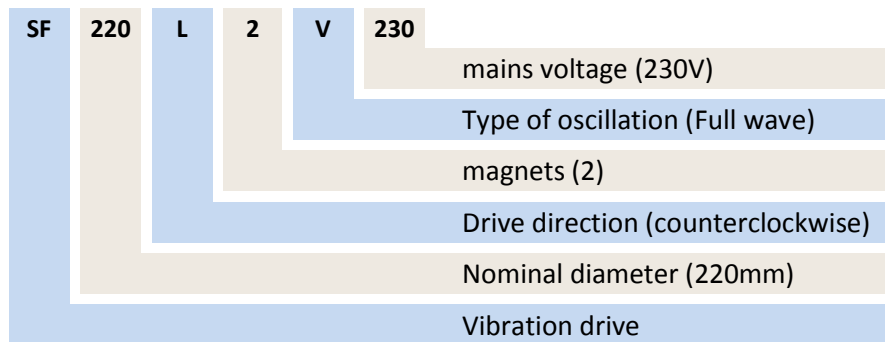 SF 220 L 2 V 230
mains voltage (230V)
Type of oscillation (Full wave)
magnets (2)
Drive direction (counterclockwise)
Nominal diameter (220mm)
Vibration drive